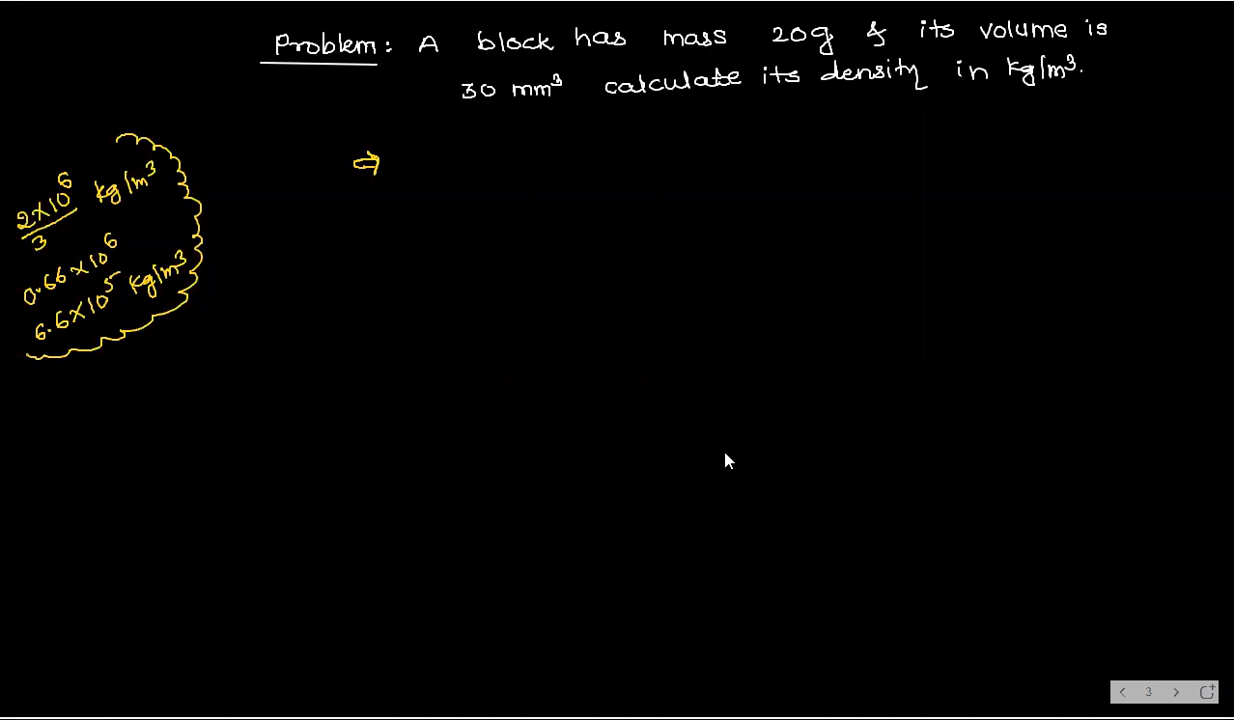 Problem: A block has mass 20g & its volume is
30 mm³ calculate its density in kg/m³.
⇒
2×10⁶/3 kg/m³
0.66×10⁶
6.6×10⁵ kg/m³
< 3 >